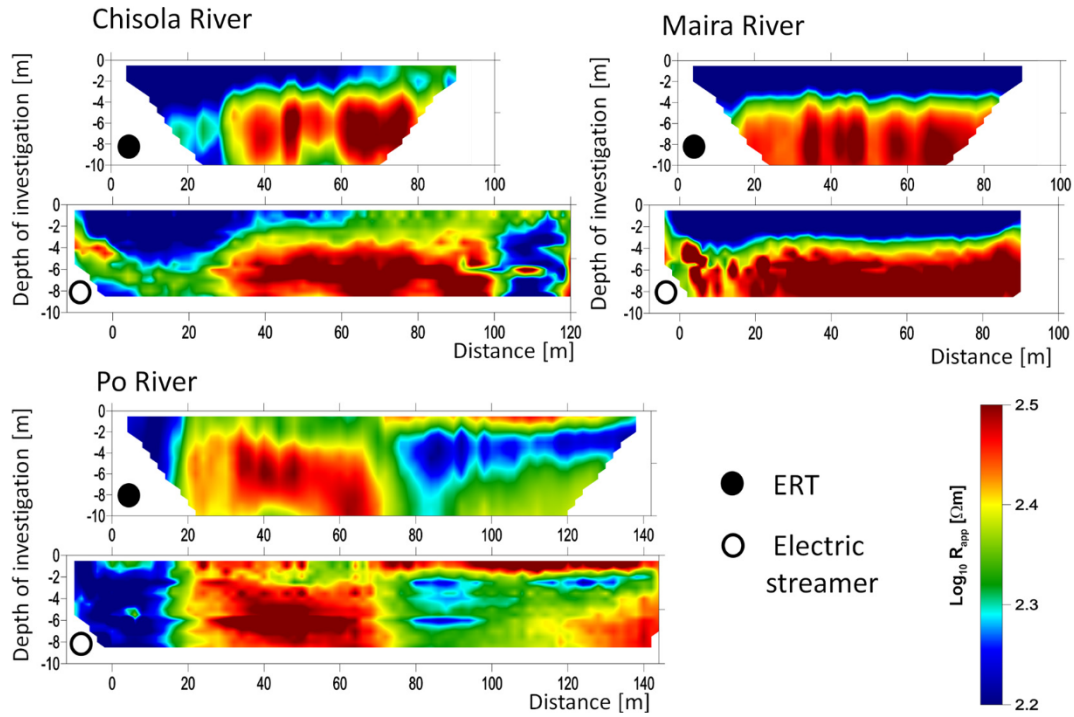 Chisola River
Maira River
Depth of investigation [m]
0
-2
-4
-6
-8
-10
0 20 40 60 80 100
Depth of investigation [m]
0
-2
-4
-6
-8
-10
0 20 40 60 80 100
0
-2
-4
-6
-8
-10
0 20 40 60 80 100 120
Distance [m]
0
-2
-4
-6
-8
-10
0 20 40 60 80 100
Distance [m]
Po River
Depth of investigation [m]
0
-2
-4
-6
-8
-10
0 20 40 60 80 100 120 142
0
-2
-4
-6
-8
-10
0 20 40 60 80 100 120 142
Distance [m]
ERT
Electric
streamer
Log10 Rapp [Ωm]
2.5
2.4
2.3
2.2